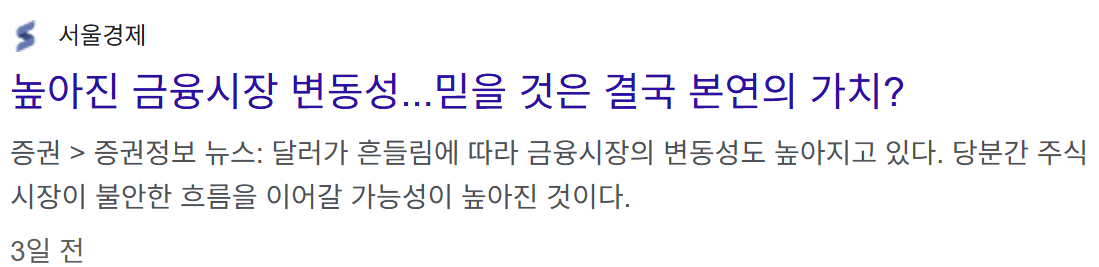 서울경제
높아진 금융시장 변동성...믿을 것은 결국 본연의 가치?
증권 > 증권정보 뉴스: 달러가 흔들림에 따라 금융시장의 변동성도 높아지고 있다. 당분간 주식
시장이 불안한 흐름을 이어갈 가능성이 높아진 것이다.
3일 전